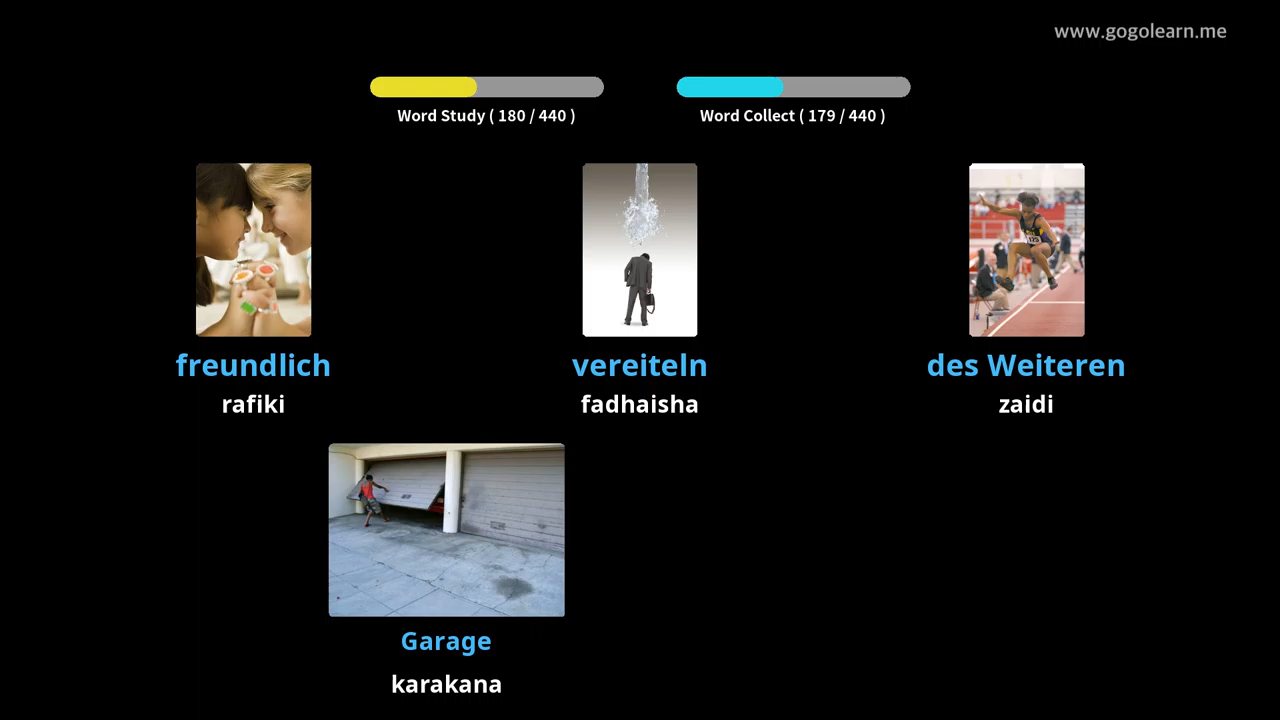 www.gogolearn.me
Word Study ( 180 / 440 )
Word Collect ( 179 / 440 )
freundlich
rafiki
vereiteln
fadhaisha
des Weiteren
zaidi
Garage
karakana